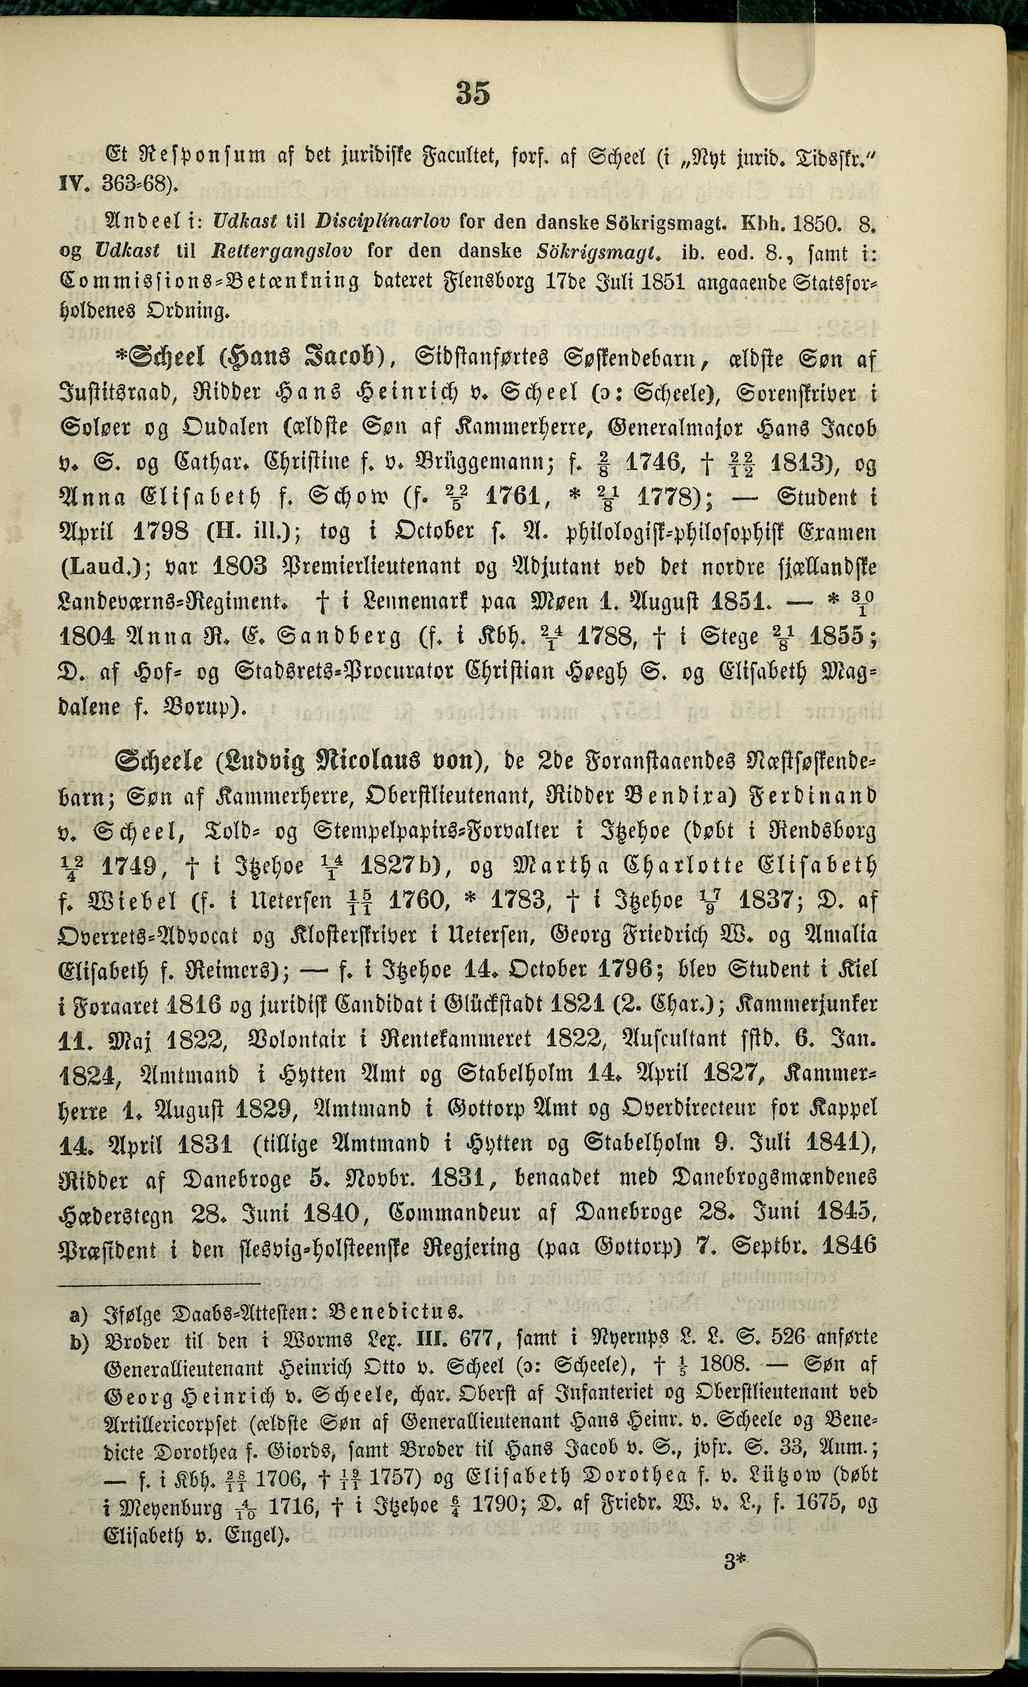 35
Et Responsum af det juridiske Facultet, forf. af Scheel (i „Nyt jurid. Tidsskr.“
IV. 363-68).
Andeel i: Udkast til Disciplinarlov for den danske Sökrigsmagt. Kbh. 1850. 8.
og Udkast til Rettergangslov for den danske Sökrigsmagt. ib. eod. 8., samt i:
Commissions-Betænkning dateret Flensborg 17de Juli 1851 angaaende Statsfor-
holdenes Ordning.
*Scheel (Hans Jacob), Sidstanførtes Søskendebarn, ældste Søn af
Justitsraad, Ridder Hans Heinrich v. Scheel (ɔ: Scheele), Sorenskriver i
Soløer og Oudalen (ældste Søn af Kammerherre, Generalmajor Hans Jacob
v. S. og Cathar. Christine f. v. Brüggemann; f. 2/8 1746, † 22/12 1813), og
Anna Elisabeth f. Schow (f. 22/5 1761, * 21/8 1778); — Student i
April 1798 (H. ill.); tog i October s. A. philologisk-philosophisk Examen
(Laud.); var 1803 Premierlieutenant og Adjutant ved det nordre sjællandske
Landeværns-Regiment. † i Lennemark paa Møen 1. August 1851. — * 30/1
1804 Anna R. E. Sandberg (f. i Kbh. 24/1 1788, † i Stege 21/8 1855;
D. af Hof- og Stadsrets-Procurator Christian Høegh S. og Elisabeth Mag-
dalene f. Borup).
Scheele (Ludvig Nicolaus von), de 2de Foranstaaendes Næstsøskende-
barn; Søn af Kammerherre, Oberstlieutenant, Ridder Bendixa) Ferdinand
v. Scheel, Told- og Stempelpapirs-Forvalter i Itzehoe (døbt i Rendsborg
12/4 1749, † i Itzehoe 14/1 1827b), og Martha Charlotte Elisabeth
f. Wiebel (f. i Uetersen 15/11 1760, * 1783, † i Itzehoe 17/9 1837; D. af
Overrets-Advocat og Klosterskriver i Uetersen, Georg Friedrich W. og Amalia
Elisabeth f. Reimers); — f. i Itzehoe 14. October 1796; blev Student i Kiel
i Foraaret 1816 og juridisk Candidat i Glückstadt 1821 (2. Char.); Kammerjunker
11. Maj 1822, Volontair i Rentekammeret 1822, Auscultant sstd. 6. Jan.
1824, Amtmand i Hytten Amt og Stabelholm 14. April 1827, Kammer-
herre 1. August 1829, Amtmand i Gottorp Amt og Overdirecteur for Kappel
14. April 1831 (tillige Amtmand i Hytten og Stabelholm 9. Juli 1841),
Ridder af Danebroge 5. Novbr. 1831, benaadet med Danebrogsmændenes
Hæderstegn 28. Juni 1840, Commandeur af Danebroge 28. Juni 1845,
Præsident i den slesvig-holsteenske Regjering (paa Gottorp) 7. Septbr. 1846
a) Ifølge Daabs-Attesten: Benedictus.
b) Broder til den i Worms Lex. III. 677, samt i Nyerups L. L. S. 526 anførte
Generallieutenant Heinrich Otto v. Scheel (ɔ: Scheele), † 1/5 1808. — Søn af
Georg Heinrich v. Scheele, char. Oberst af Infanteriet og Oberstlieutenant ved
Artillericorpset (ældste Søn af Generallieutenant Hans Heinr. v. Scheele og Bene-
dicte Dorothea f. Giords, samt Broder til Hans Jacob v. S., jvfr. S. 33, Anm.;
— f. i Kbh. 1706, † 1757) og Elisabeth Dorothea f. v. Lützow (døbt
i Meyenburg 4/10 1716, † i Itzehoe 1790; D. af Friedr. W. v. L., f. 1675, og
Elisabeth v. Engel).
3*